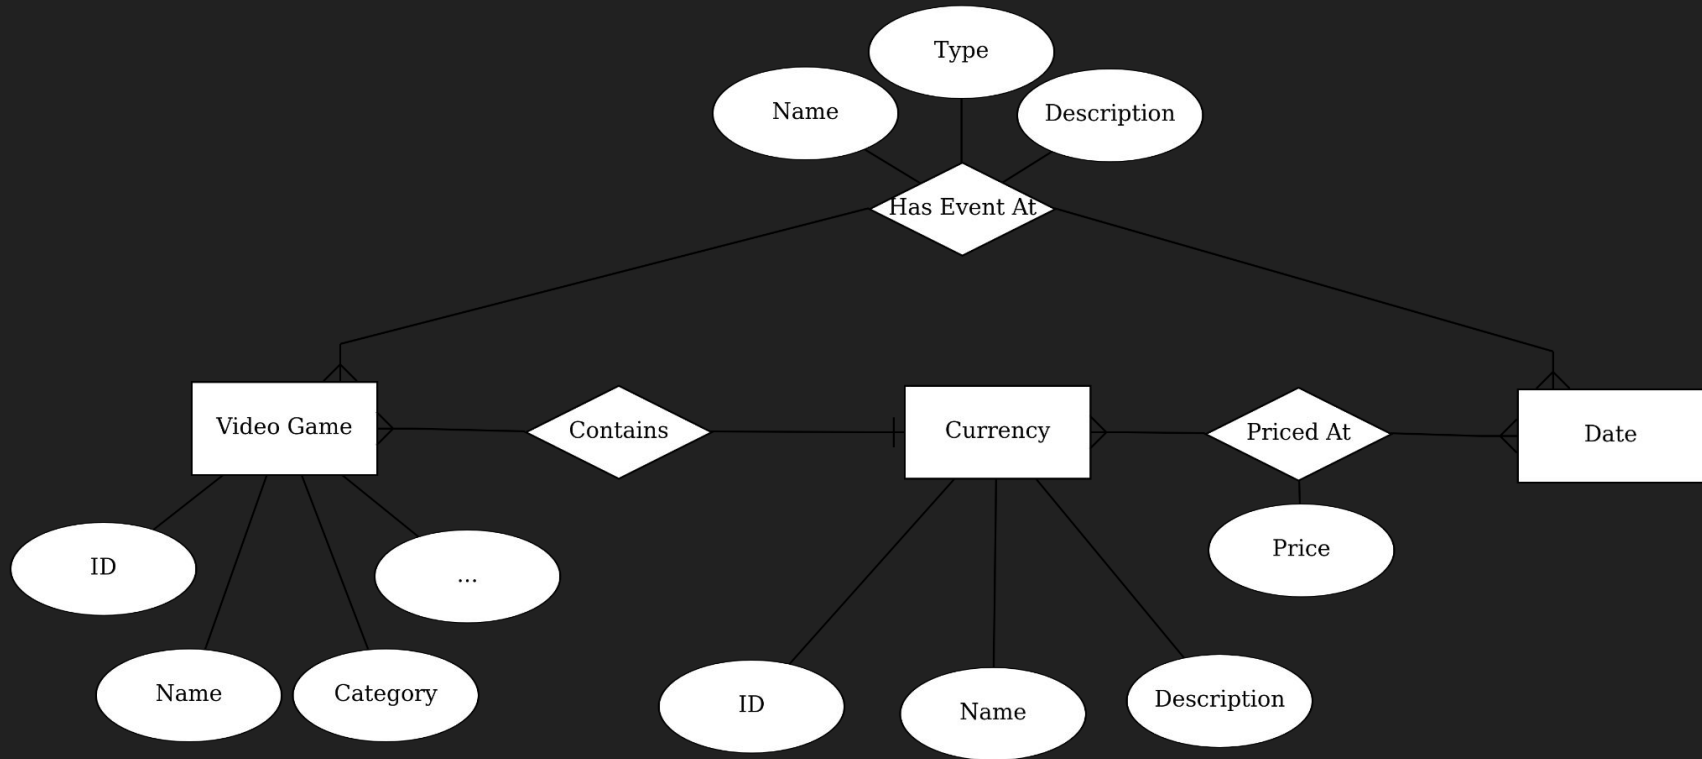 Type
Name
Description
Has Event At
Video Game
Contains
Currency
Priced At
Date
ID
...
Price
Name
Category
ID
Name
Description